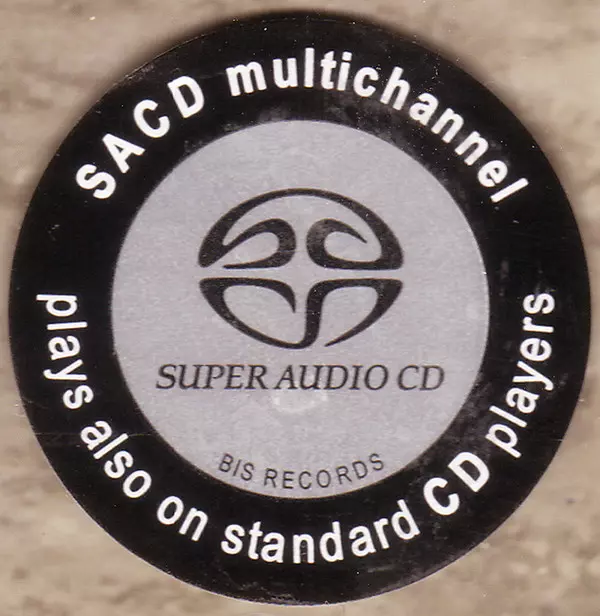 SACD multichannel
SUPER AUDIO CD
BIS RECORDS
plays also on standard CD players